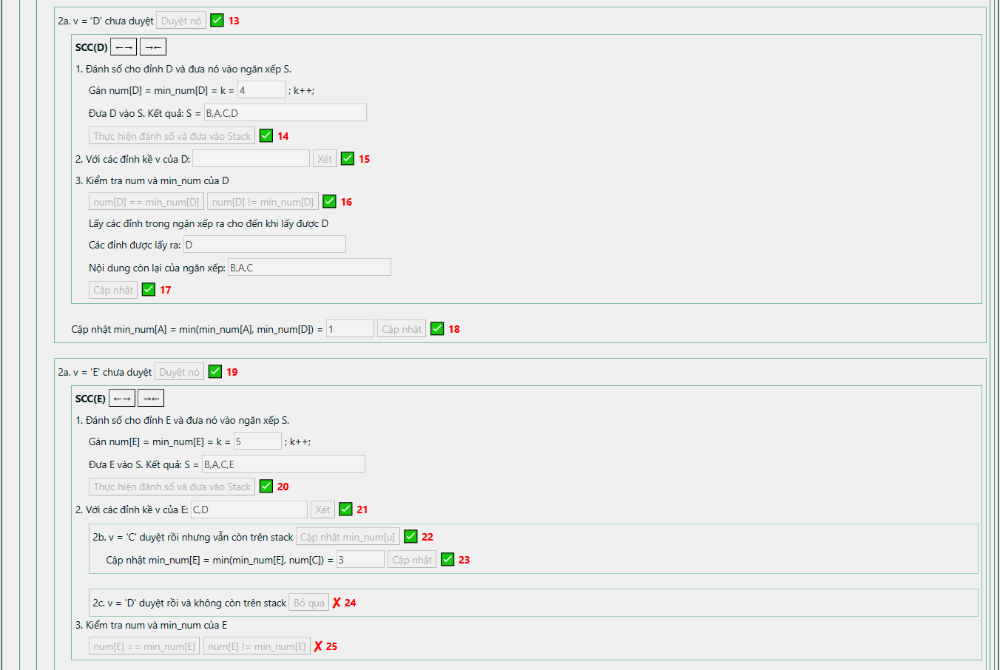 2a. v = 'D' chưa duyệt Duyệt nó ✓ 13
SCC(D) ←→ →←
1. Đánh số cho đỉnh D và đưa nó vào ngăn xếp S.
Gán num[D] = min_num[D] = k = 4 ; k++;
Đưa D vào S. Kết quả: S = B,A,C,D
Thực hiện đánh số và đưa vào Stack ✓ 14
2. Với các đỉnh kề v của D: Xét ✓ 15
3. Kiểm tra num và min_num của D
num[D] == min_num[D] num[D] != min_num[D] ✓ 16
Lấy các đỉnh trong ngăn xếp ra cho đến khi lấy được D
Các đỉnh được lấy ra: D
Nội dung còn lại của ngăn xếp: B,A,C
Cập nhật ✓ 17
Cập nhật min_num[A] = min(min_num[A], min_num[D]) = 1 Cập nhật ✓ 18
2a. v = 'E' chưa duyệt Duyệt nó ✓ 19
SCC(E) ←→ →←
1. Đánh số cho đỉnh E và đưa nó vào ngăn xếp S.
Gán num[E] = min_num[E] = k = 5 ; k++;
Đưa E vào S. Kết quả: S = B,A,C,E
Thực hiện đánh số và đưa vào Stack ✓ 20
2. Với các đỉnh kề v của E: C,D Xét ✓ 21
2b. v = 'C' duyệt rồi nhưng vẫn còn trên stack Cập nhật min_num[u] ✓ 22
Cập nhật min_num[E] = min(min_num[E], num[C]) = 3 Cập nhật ✓ 23
2c. v = 'D' duyệt rồi và không còn trên stack Bỏ qua ✗ 24
3. Kiểm tra num và min_num của E
num[E] == min_num[E] num[E] != min_num[E] ✗ 25